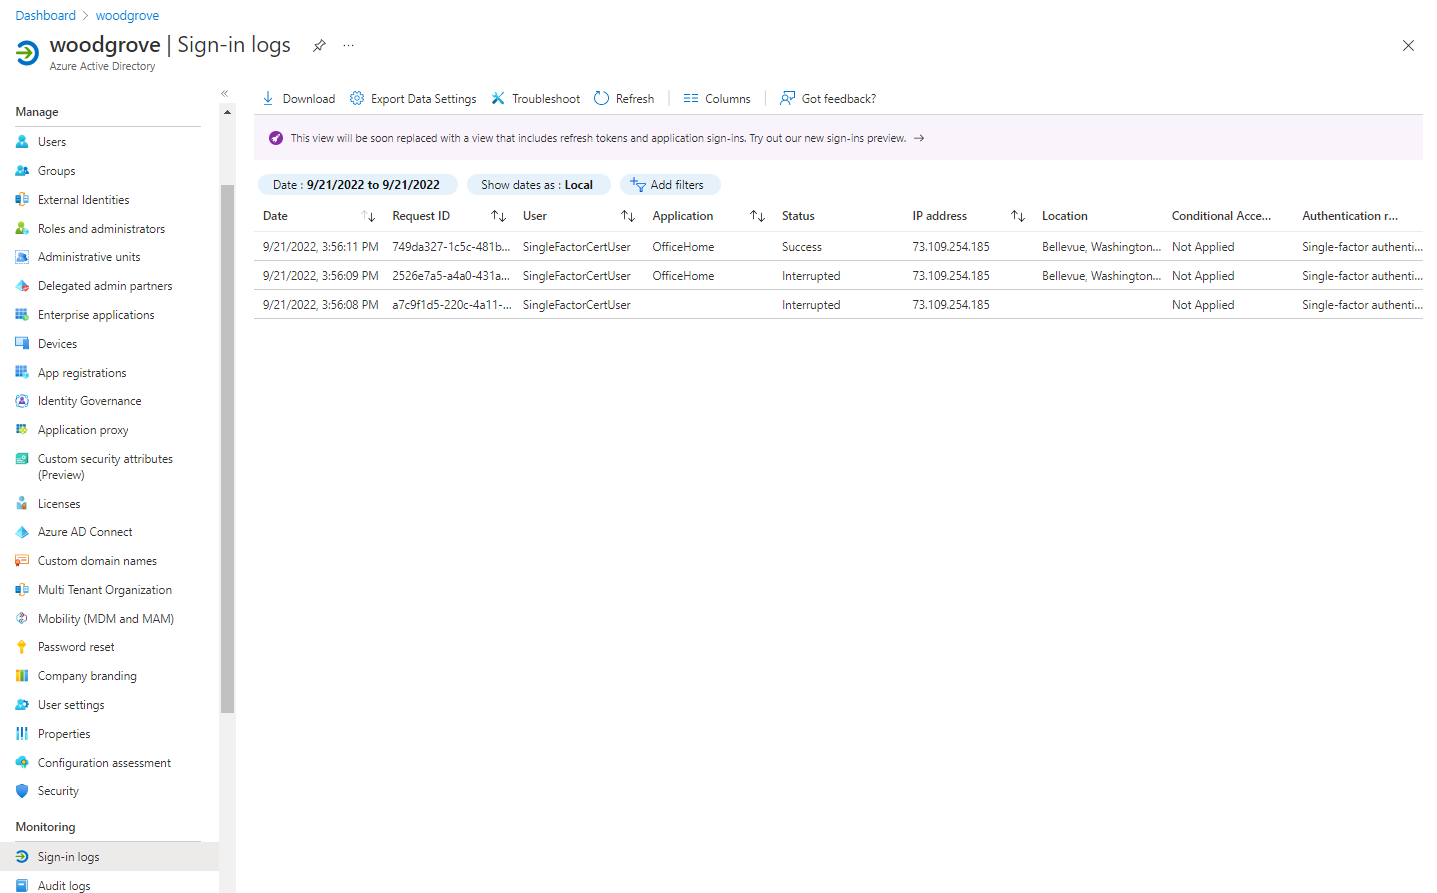 Dashboard > woodgrove
woodgrove | Sign-in logs
Azure Active Directory
Manage
Users
Groups
External Identities
Roles and administrators
Administrative units
Delegated admin partners
Enterprise applications
Devices
App registrations
Identity Governance
Application proxy
Custom security attributes
(Preview)
Licenses
Azure AD Connect
Custom domain names
Multi Tenant Organization
Mobility (MDM and MAM)
Password reset
Company branding
User settings
Properties
Configuration assessment
Security
Monitoring
Sign-in logs
Audit logs
Download Export Data Settings Troubleshoot Refresh Columns Got feedback?
This view will be soon replaced with a view that includes refresh tokens and application sign-ins. Try out our new sign-ins preview. →
Date : 9/21/2022 to 9/21/2022 Show dates as : Local Add filters
Date Request ID User Application Status IP address Location Conditional Acce... Authentication r...
9/21/2022, 3:56:11 PM 749da327-1c5c-481b... SingleFactorCertUser OfficeHome Success 73.109.254.185 Bellevue, Washington... Not Applied Single-factor authenti...
9/21/2022, 3:56:09 PM 2526e7a5-a4a0-431a... SingleFactorCertUser OfficeHome Interrupted 73.109.254.185 Bellevue, Washington... Not Applied Single-factor authenti...
9/21/2022, 3:56:08 PM a7c9f1d5-220c-4a11-... SingleFactorCertUser Interrupted 73.109.254.185 Not Applied Single-factor authenti...